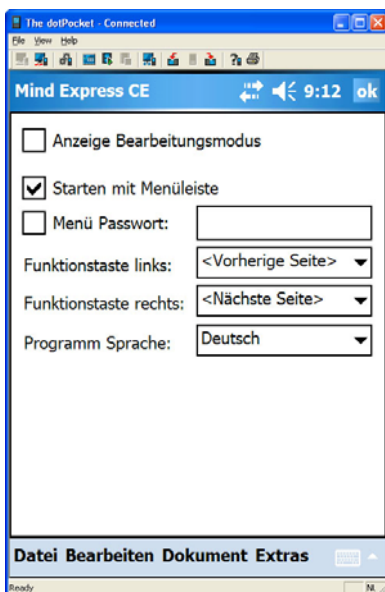 The dotPocket - Connected
File View Help
Mind Express CE 9:12 ok
Anzeige Bearbeitungsmodus
Starten mit Menüleiste
Menü Passwort:
Funktionstaste links: <Vorherige Seite>
Funktionstaste rechts: <Nächste Seite>
Programm Sprache: Deutsch
Datei Bearbeiten Dokument Extras
Ready